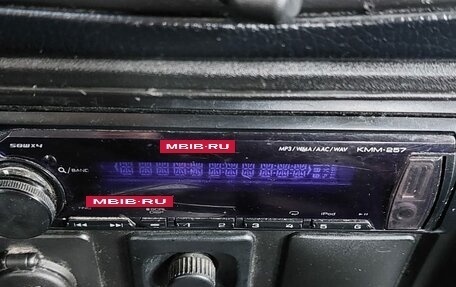 50Wx4
MBIB.RU
MP3/WMA/AAC/WAV KMM-257
/BAND
MBIB.RU
1 2 3 4 5 6
iPod